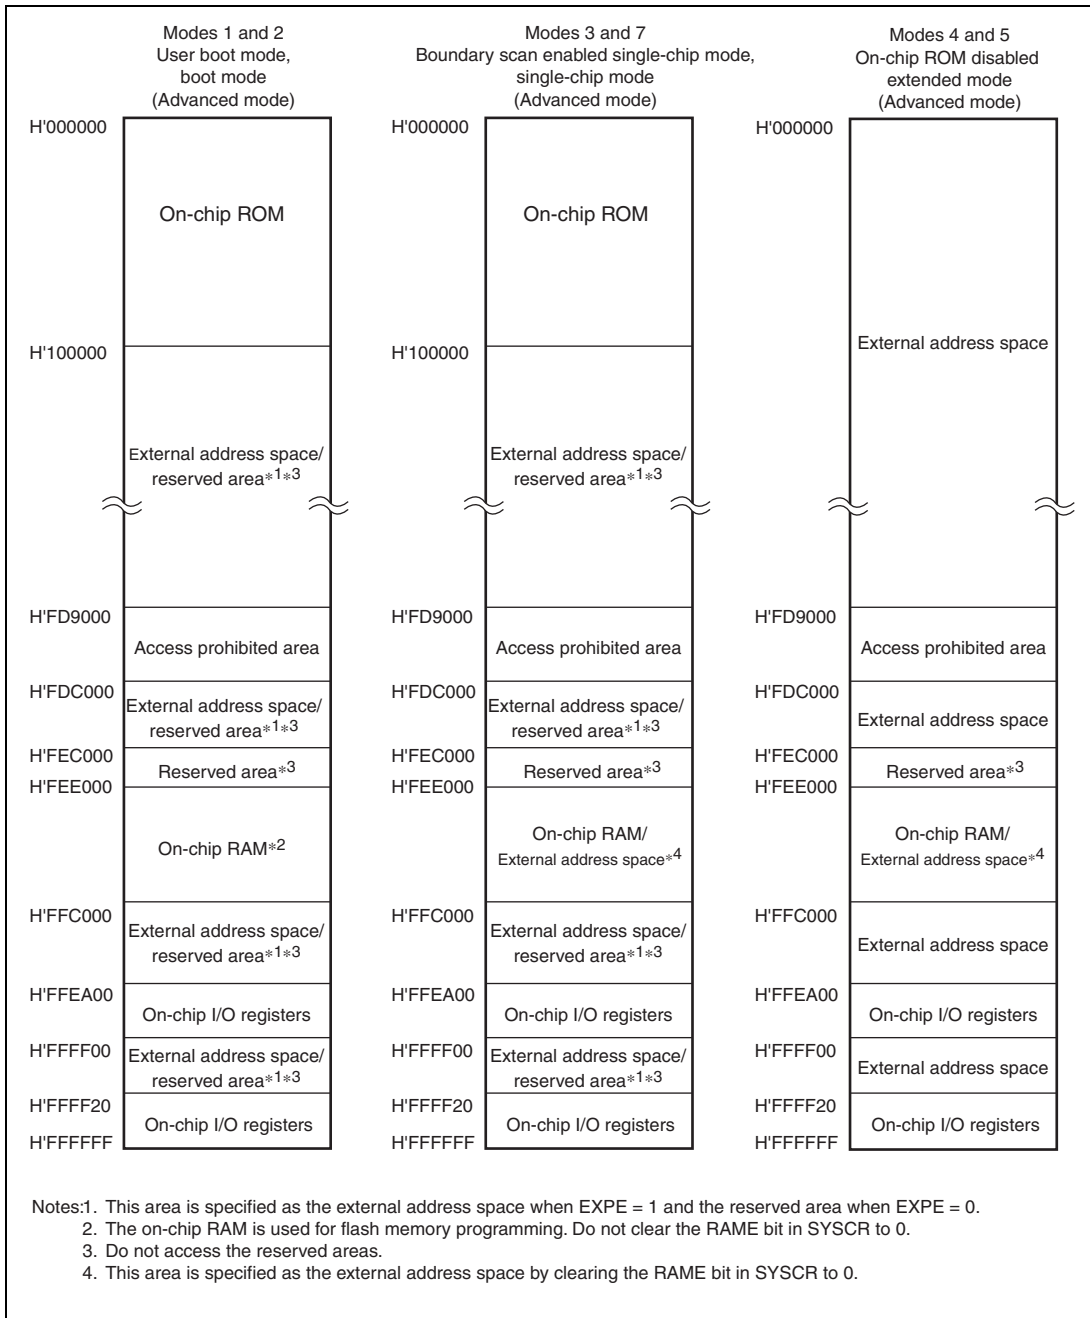 Modes 1 and 2
User boot mode,
boot mode
(Advanced mode)
H'000000
On-chip ROM
H'100000
External address space/
reserved area*1*3
H'FD9000
Access prohibited area
H'FDC000
External address space/
reserved area*1*3
H'FEC000
Reserved area*3
H'FEE000
On-chip RAM*2
H'FFC000
External address space/
reserved area*1*3
H'FFEA00
On-chip I/O registers
H'FFFF00
External address space/
reserved area*1*3
H'FFFF20
On-chip I/O registers
H'FFFFFF
Modes 3 and 7
Boundary scan enabled single-chip mode,
single-chip mode
(Advanced mode)
H'000000
On-chip ROM
H'100000
External address space/
reserved area*1*3
H'FD9000
Access prohibited area
H'FDC000
External address space/
reserved area*1*3
H'FEC000
Reserved area*3
H'FEE000
On-chip RAM/
External address space*4
H'FFC000
External address space/
reserved area*1*3
H'FFEA00
On-chip I/O registers
H'FFFF00
External address space/
reserved area*1*3
H'FFFF20
On-chip I/O registers
H'FFFFFF
Modes 4 and 5
On-chip ROM disabled
extended mode
(Advanced mode)
H'000000
External address space
H'FD9000
Access prohibited area
H'FDC000
External address space
H'FEC000
Reserved area*3
H'FEE000
On-chip RAM/
External address space*4
H'FFC000
External address space
H'FFEA00
On-chip I/O registers
H'FFFF00
External address space
H'FFFF20
On-chip I/O registers
H'FFFFFF
Notes:1. This area is specified as the external address space when EXPE = 1 and the reserved area when EXPE = 0.
2. The on-chip RAM is used for flash memory programming. Do not clear the RAME bit in SYSCR to 0.
3. Do not access the reserved areas.
4. This area is specified as the external address space by clearing the RAME bit in SYSCR to 0.